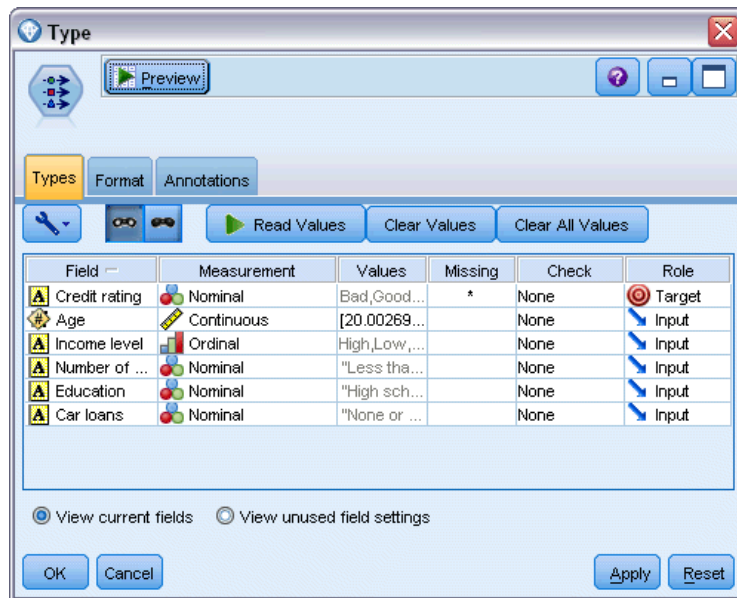 Type
Preview
Types Format Annotations
Read Values Clear Values Clear All Values
Field Measurement Values Missing Check Role
Credit rating Nominal Bad,Good... * None Target
Age Continuous [20.00269... None Input
Income level Ordinal High,Low,... None Input
Number of ... Nominal "Less tha... None Input
Education Nominal "High sch... None Input
Car loans Nominal "None or ... None Input
View current fields View unused field settings
OK Cancel Apply Reset